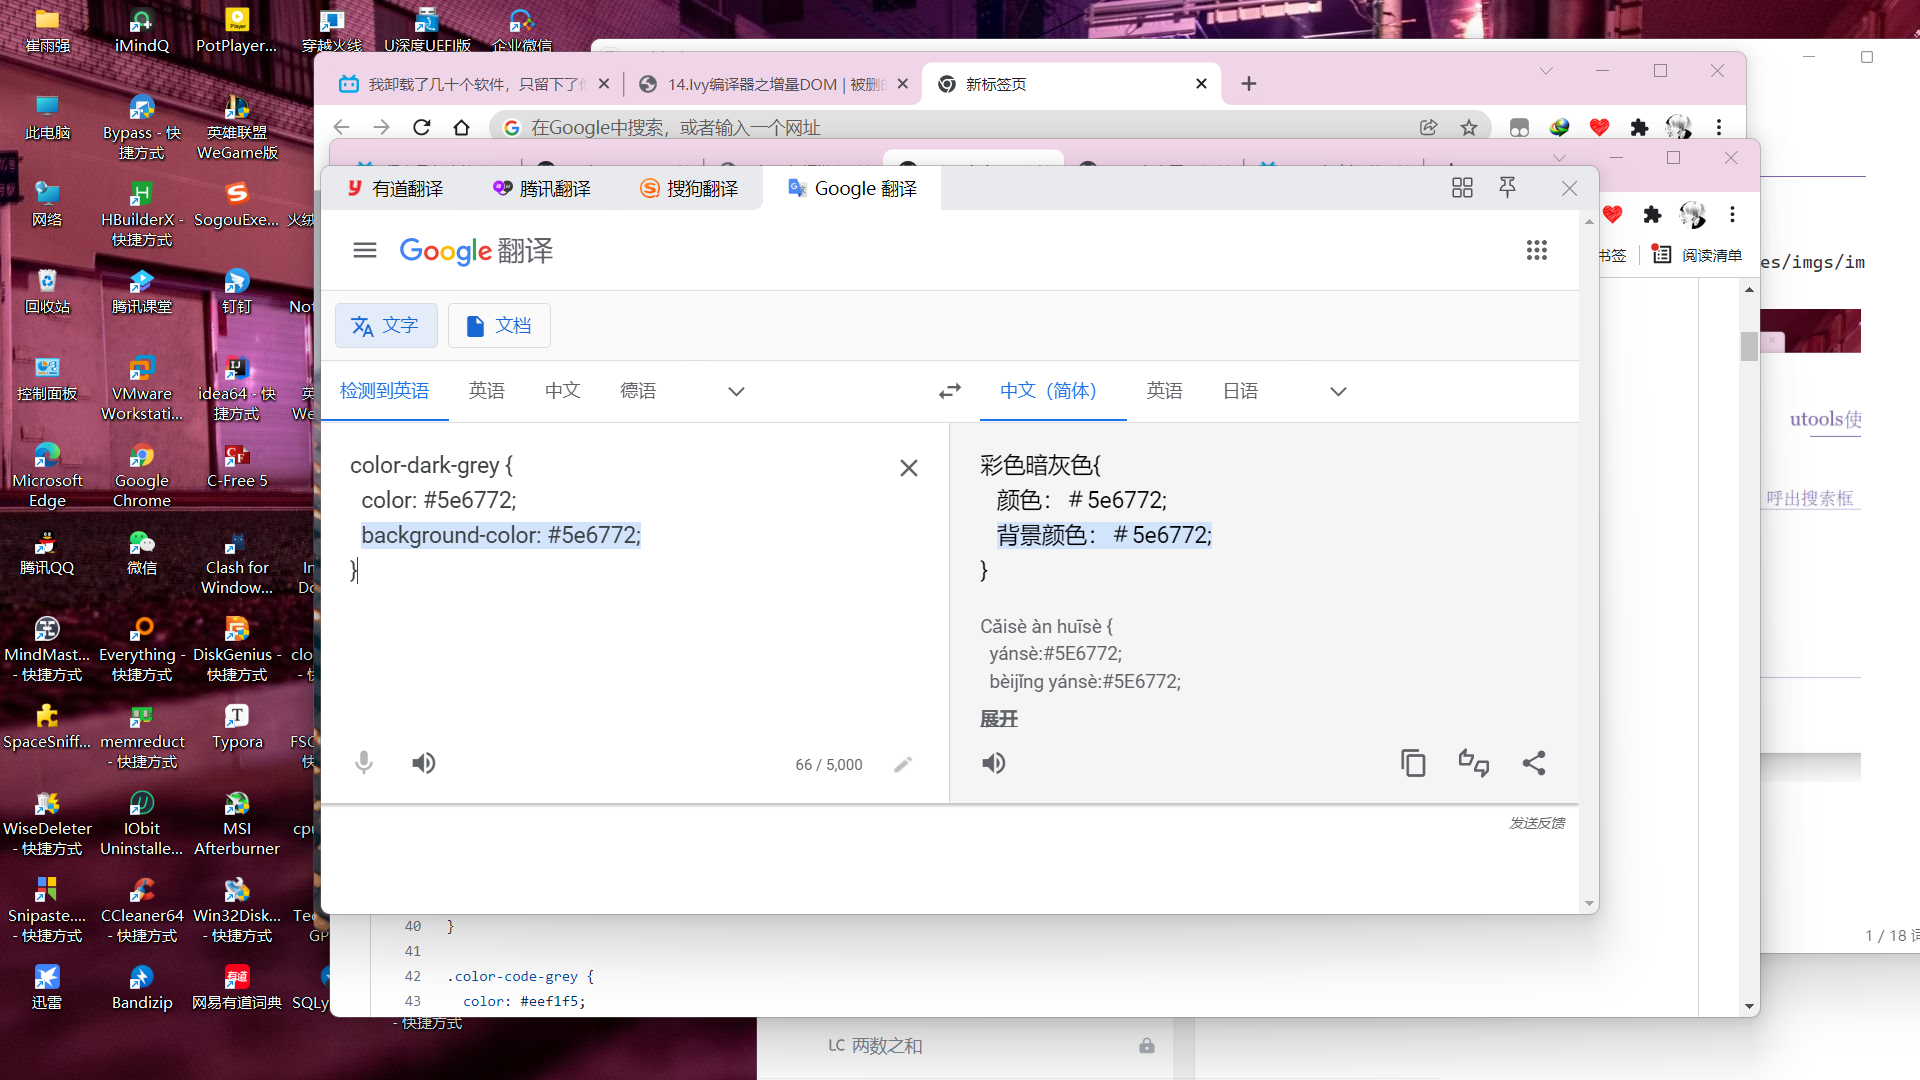 崔雨强
iMindQ
PotPlayer...
穿越火线
U深度UEFI版
企业微信
此电脑
Bypass - 快捷方式
英雄联盟WeGame版
网络
HBuilderX - 快捷方式
SogouExe...
火绒
回收站
腾讯课堂
钉钉
Not
控制面板
VMware Workstati...
idea64 - 快捷方式
英
We
Microsoft Edge
Google Chrome
C-Free 5
腾讯QQ
微信
Clash for Window...
In
Do
MindMast... - 快捷方式
Everything - 快捷方式
DiskGenius - 快捷方式
clo
- 快
SpaceSniff...
memreduct - 快捷方式
Typora
FSC
快
WiseDeleter - 快捷方式
IObit Uninstalle...
MSI Afterburner
cpu
Snipaste.... - 快捷方式
CCleaner64 - 快捷方式
Win32Disk... - 快捷方式
Tec
GP
迅雷
Bandizip
网易有道词典
SQLy
- 快捷方式
我卸载了几十个软件，只留下了
14.Ivy编译器之增量DOM | 被删
新标签页
在Google中搜索，或者输入一个网址
有道翻译
腾讯翻译
搜狗翻译
Google 翻译
Google 翻译
书签
阅读清单
es/imgs/im
文字
文档
检测到英语
英语
中文
德语
中文（简体）
英语
日语
color-dark-grey {
color: #5e6772;
background-color: #5e6772;
}
66 / 5,000
彩色暗灰色{
颜色：＃5e6772;
背景颜色：＃5e6772;
}
Cǎisè àn huīsè {
yánsè:#5E6772;
bèijǐng yánsè:#5E6772;
展开
发送反馈
utools使
呼出搜索框
1 / 18 词
40 }
41
42 .color-code-grey {
43 color: #eef1f5;
LC 两数之和